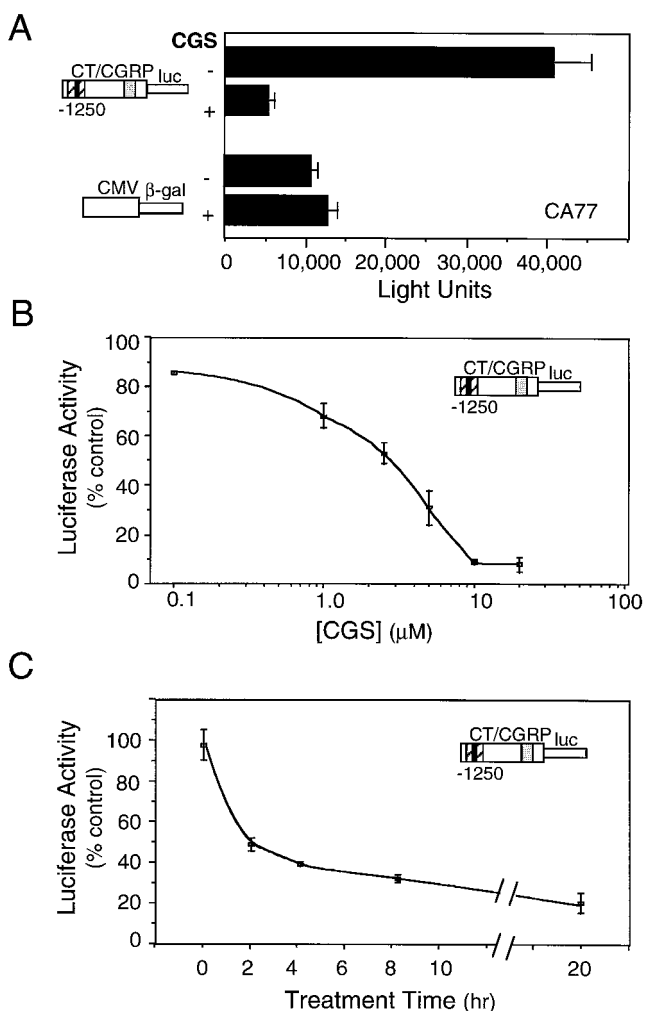 A
CGS
CT/CGRP luc
-1250
-
+
CMV β-gal
-
+
CA77
0 10,000 20,000 30,000 40,000
Light Units
B
Luciferase Activity
(% control)
100
80
60
40
20
0
CT/CGRP luc
-1250
0.1 1.0 10 100
[CGS] (μM)
C
Luciferase Activity
(% control)
100
80
60
40
20
0
CT/CGRP luc
-1250
0 2 4 6 8 10 20
Treatment Time (hr)